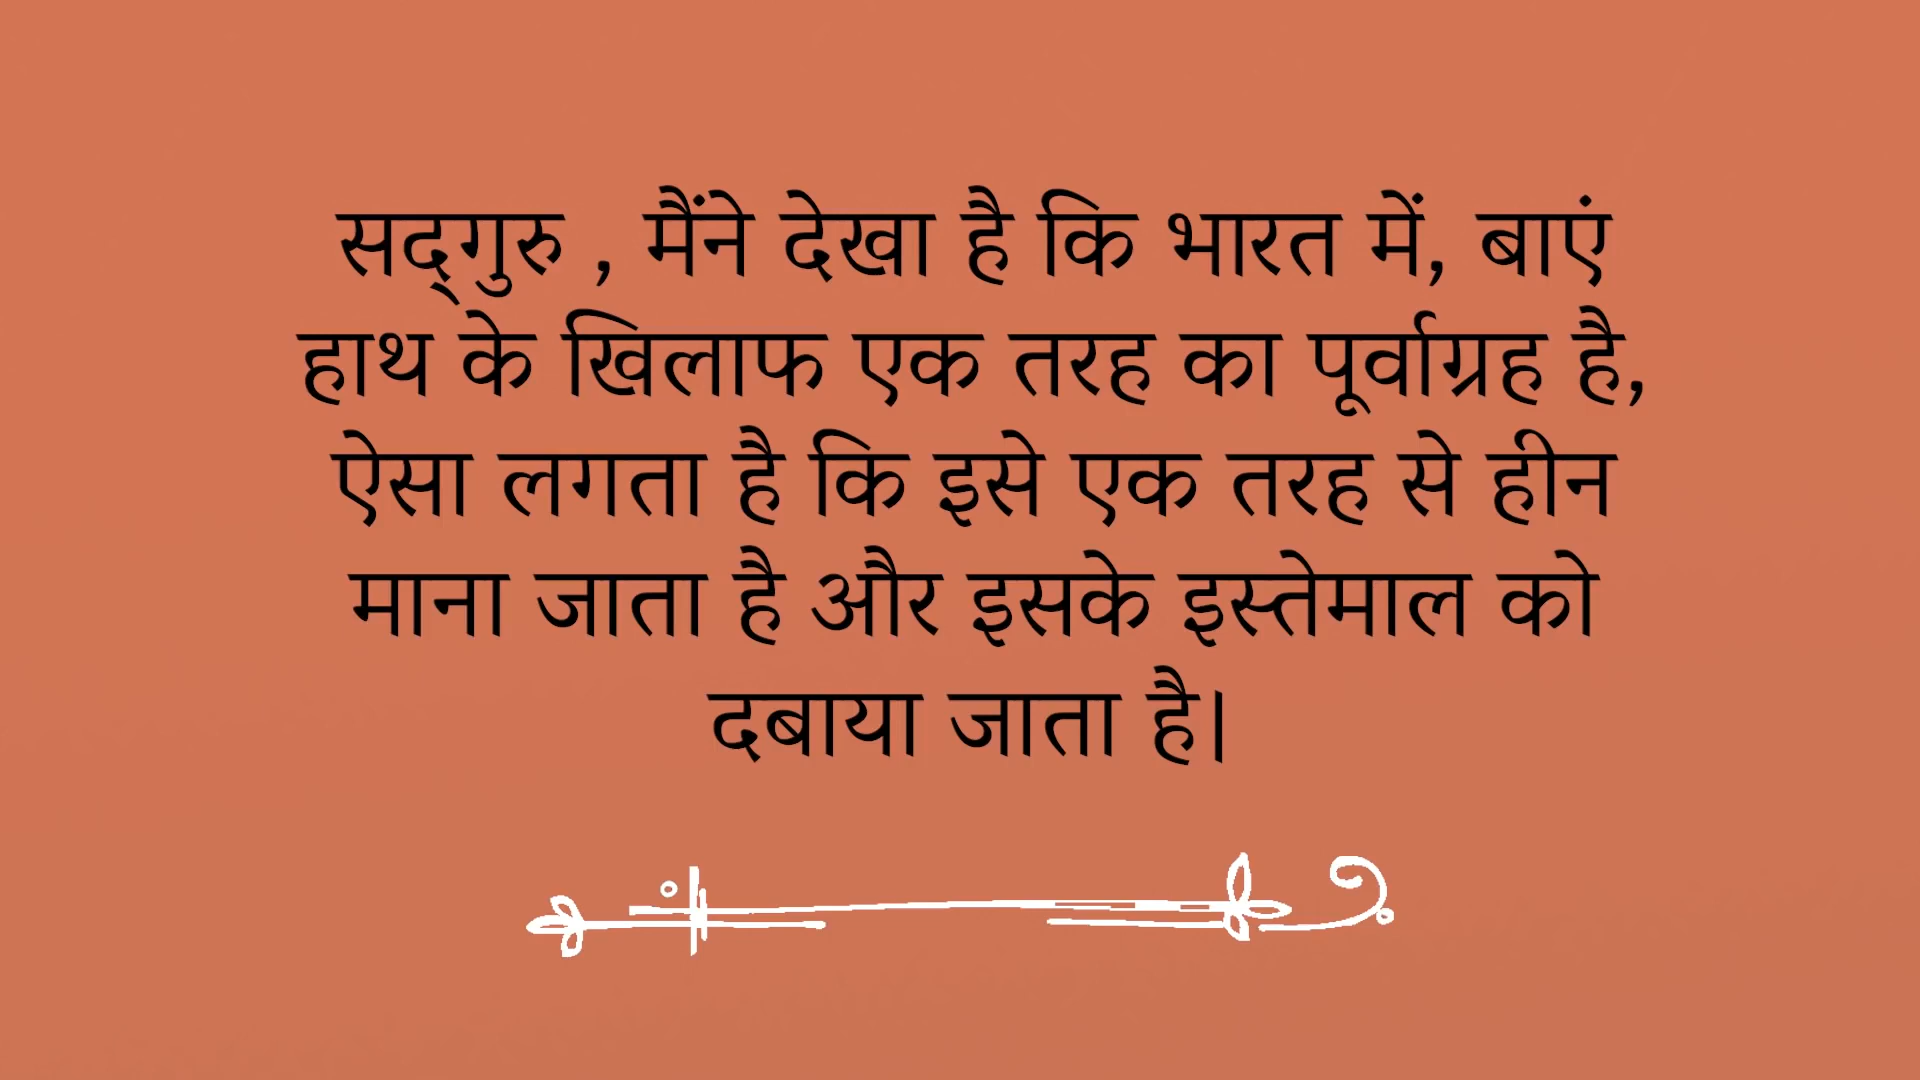 सद्‌गुरु , मैंने देखा है कि भारत में, बाएं
हाथ के खिलाफ एक तरह का पूर्वाग्रह है,
ऐसा लगता है कि इसे एक तरह से हीन
माना जाता है और इसके इस्तेमाल को
दबाया जाता है।